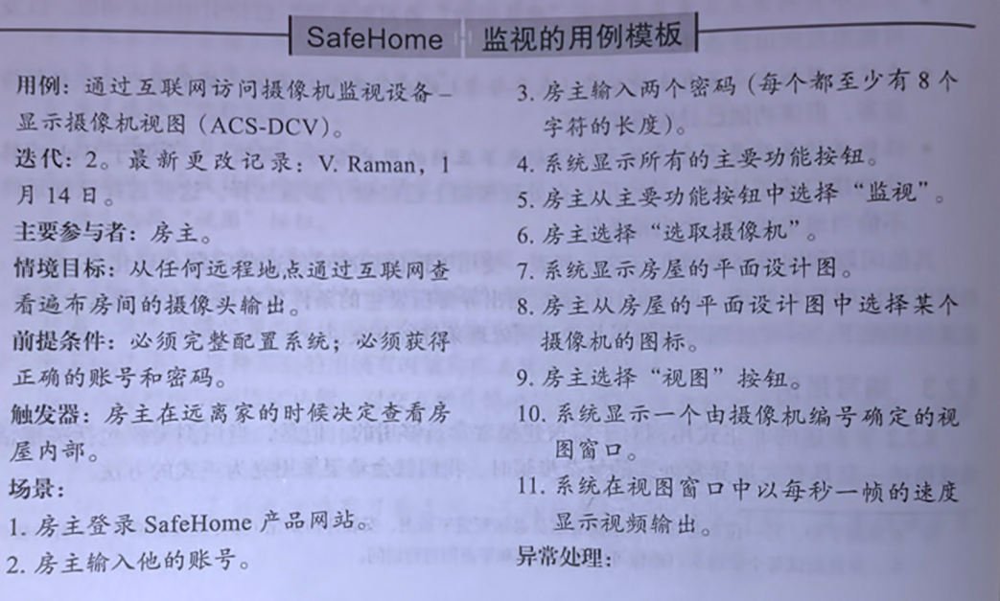 SafeHome 监视的用例模板
用例：通过互联网访问摄像机监视设备–
显示摄像机视图（ACS-DCV）。
迭代：2。最新更改记录：V. Raman，1
月 14 日。
主要参与者：房主。
情境目标：从任何远程地点通过互联网查
看遍布房间的摄像头输出。
前提条件：必须完整配置系统；必须获得
正确的账号和密码。
触发器：房主在远离家的时候决定查看房
屋内部。
场景：
1. 房主登录 SafeHome 产品网站。
2. 房主输入他的账号。
3. 房主输入两个密码（每个都至少有 8 个
字符的长度）。
4. 系统显示所有的主要功能按钮。
5. 房主从主要功能按钮中选择“监视”。
6. 房主选择“选取摄像机”。
7. 系统显示房屋的平面设计图。
8. 房主从房屋的平面设计图中选择某个
摄像机的图标。
9. 房主选择“视图”按钮。
10. 系统显示一个由摄像机编号确定的视
图窗口。
11. 系统在视图窗口中以每秒一帧的速度
显示视频输出。
异常处理：